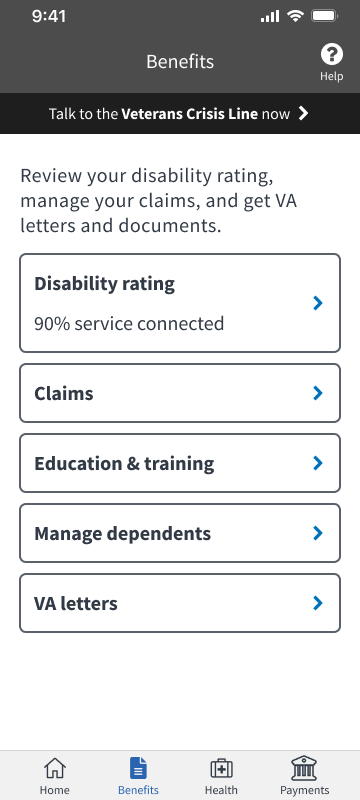 9:41
Benefits
Help
Talk to the Veterans Crisis Line now
Review your disability rating,
manage your claims, and get VA
letters and documents.
Disability rating
90% service connected
Claims
Education & training
Manage dependents
VA letters
Home
Benefits
Health
Payments